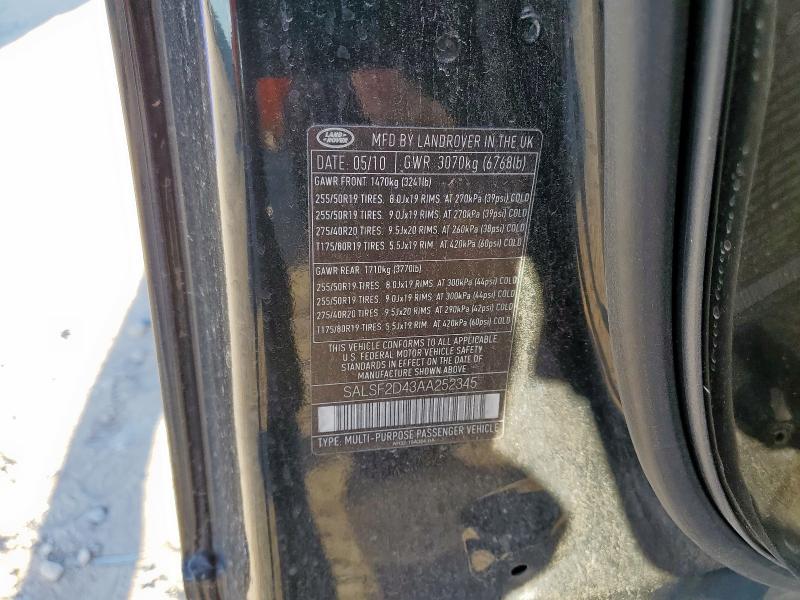 LAND
ROVER
MFD BY LANDROVER IN THE UK
DATE: 05/10 GWR: 3070kg (6768lb)
GAWR FRONT: 1470kg (3241lb)
255/50R19 TIRES. 8.0Jx19 RIMS. AT 270kPa (39psi) COLD
255/50R19 TIRES. 9.0Jx19 RIMS. AT 270kPa (39psi) COLD
275/40R20 TIRES. 9.5Jx20 RIMS. AT 260kPa (38psi) COLD
T175/80R19 TIRES. 5.5Jx19 RIM. AT 420kPa (60psi) COLD
GAWR REAR: 1710kg (3770lb)
255/50R19 TIRES. 8.0Jx19 RIMS. AT 300kPa (44psi) COLD
255/50R19 TIRES. 9.0Jx19 RIMS. AT 300kPa (44psi) COLD
275/40R20 TIRES. 9.5Jx20 RIMS. AT 290kPa (42psi) COLD
T175/80R19 TIRES. 5.5Jx19 RIM. AT 420kPa (60psi) COLD
THIS VEHICLE CONFORMS TO ALL APPLICABLE
U.S. FEDERAL MOTOR VEHICLE SAFETY
STANDARDS IN EFFECT ON THE DATE OF
MANUFACTURE SHOWN ABOVE
SALSF2D43AA252345
TYPE: MULTI-PURPOSE PASSENGER VEHICLE